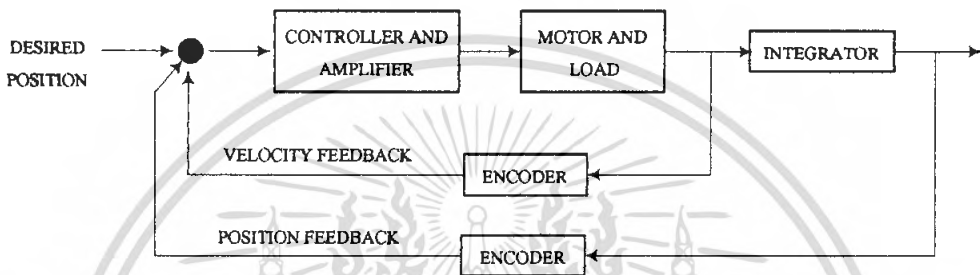 DESIRED
POSITION
CONTROLLER AND
AMPLIFIER
MOTOR AND
LOAD
INTEGRATOR
VELOCITY FEEDBACK
ENCODER
POSITION FEEDBACK
ENCODER